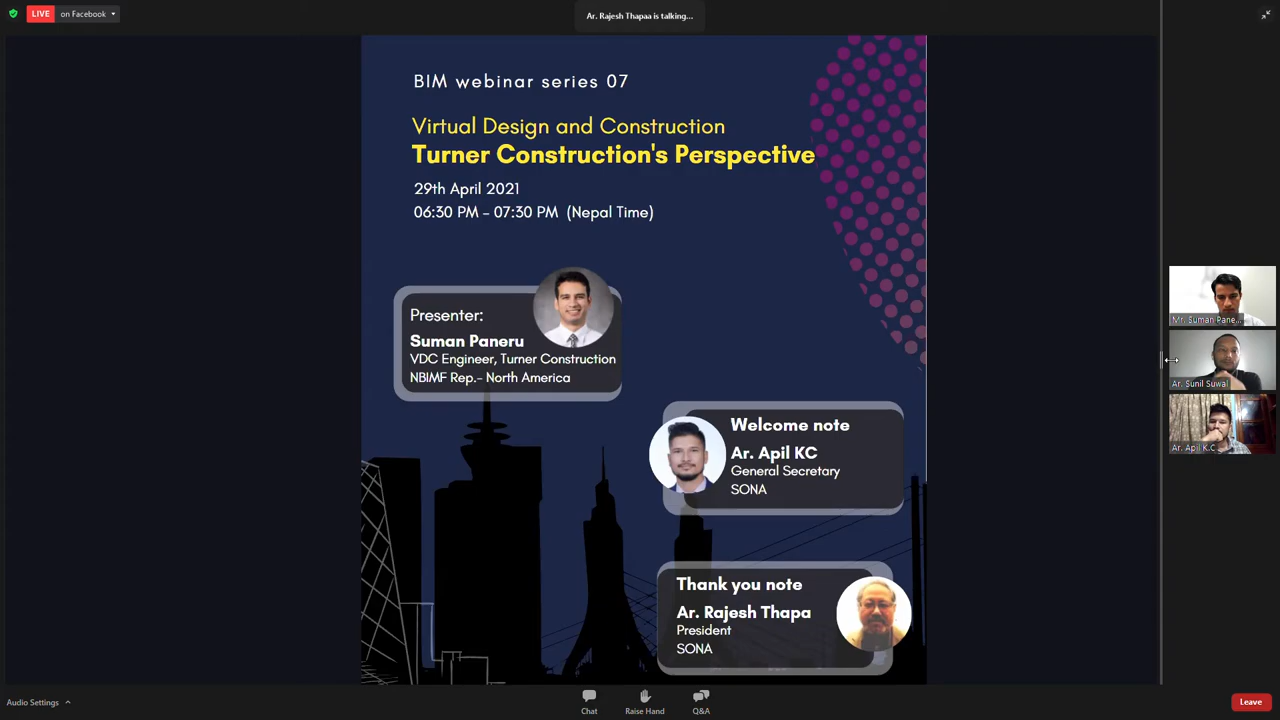 LIVE
on Facebook
Ar. Rajesh Thapaa is talking...
BIM webinar series 07
Virtual Design and Construction
Turner Construction's Perspective
29th April 2021
06:30 PM - 07:30 PM (Nepal Time)
Presenter:
Suman Paneru
VDC Engineer, Turner Construction
NBIMF Rep.- North America
Welcome note
Ar. Apil KC
General Secretary
SONA
Thank you note
Ar. Rajesh Thapa
President
SONA
Mr. Suman Pane...
Ar. Sunil Suwal
Ar. Apil K.C
Audio Settings
Chat
Raise Hand
Q&A
Leave